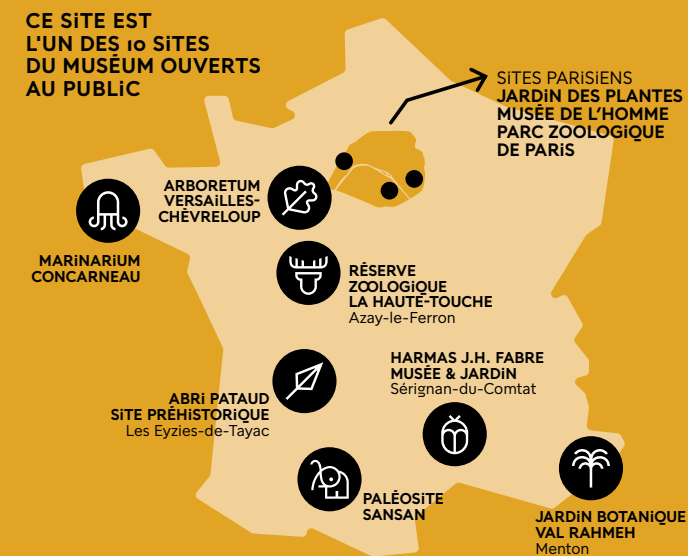 CE SiTE EST
L'UN DES 10 SiTES
DU MUSÉUM OUVERTS
AU PUBLiC
SiTES PARiSiENS
JARDiN DES PLANTES
MUSÉE DE L'HOMME
PARC ZOOLOGiQUE
DE PARiS
ARBORETUM
VERSAiLLES-
CHÈVRELOUP
MARiNARiUM
CONCARNEAU
RÉSERVE
ZOOLOGiQUE
LA HAUTE-TOUCHE
Azay-le-Ferron
HARMAS J.H. FABRE
MUSÉE & JARDiN
Sérignan-du-Comtat
ABRi PATAUD
SiTE PRÉHiSTORiQUE
Les Eyzies-de-Tayac
PALÉOSiTE
SANSAN
JARDiN BOTANiQUE
VAL RAHMEH
Menton